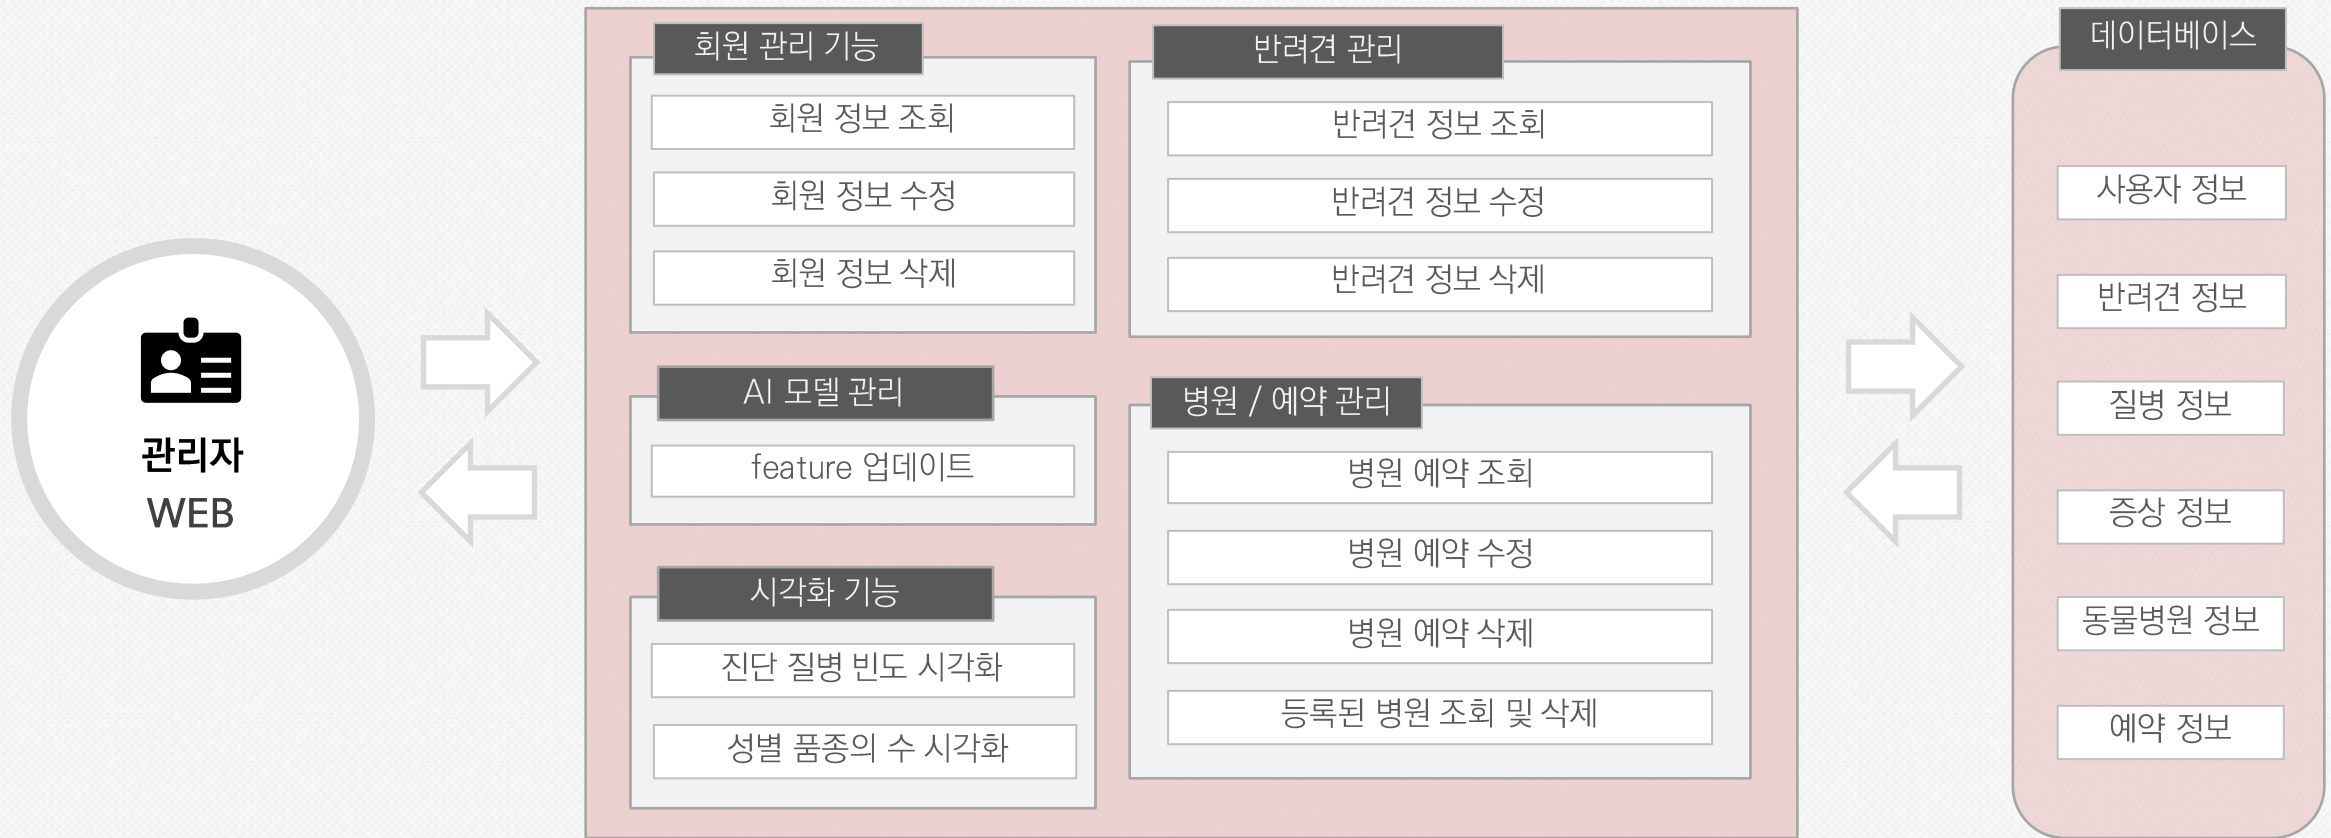 관리자
WEB
회원 관리 기능
회원 정보 조회
회원 정보 수정
회원 정보 삭제
AI 모델 관리
feature 업데이트
시각화 기능
진단 질병 빈도 시각화
성별 품종의 수 시각화
반려견 관리
반려견 정보 조회
반려견 정보 수정
반려견 정보 삭제
병원 / 예약 관리
병원 예약 조회
병원 예약 수정
병원 예약 삭제
등록된 병원 조회 및 삭제
데이터베이스
사용자 정보
반려견 정보
질병 정보
증상 정보
동물병원 정보
예약 정보